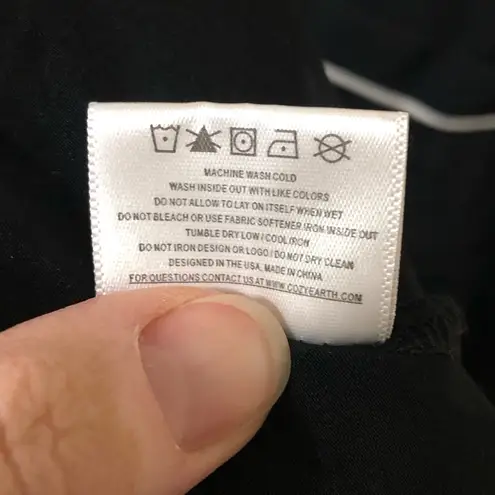 MACHINE WASH COLD
WASH INSIDE OUT WITH LIKE COLORS
DO NOT ALLOW TO LAY ON ITSELF WHEN WET
DO NOT BLEACH OR USE FABRIC SOFTENER IRON INSIDE OUT
TUMBLE DRY LOW / COOL IRON
DO NOT IRON DESIGN OR LOGO / DO NOT DRY CLEAN
DESIGNED IN THE USA. MADE IN CHINA
FOR QUESTIONS CONTACT US AT WWW.COZYEARTH.COM